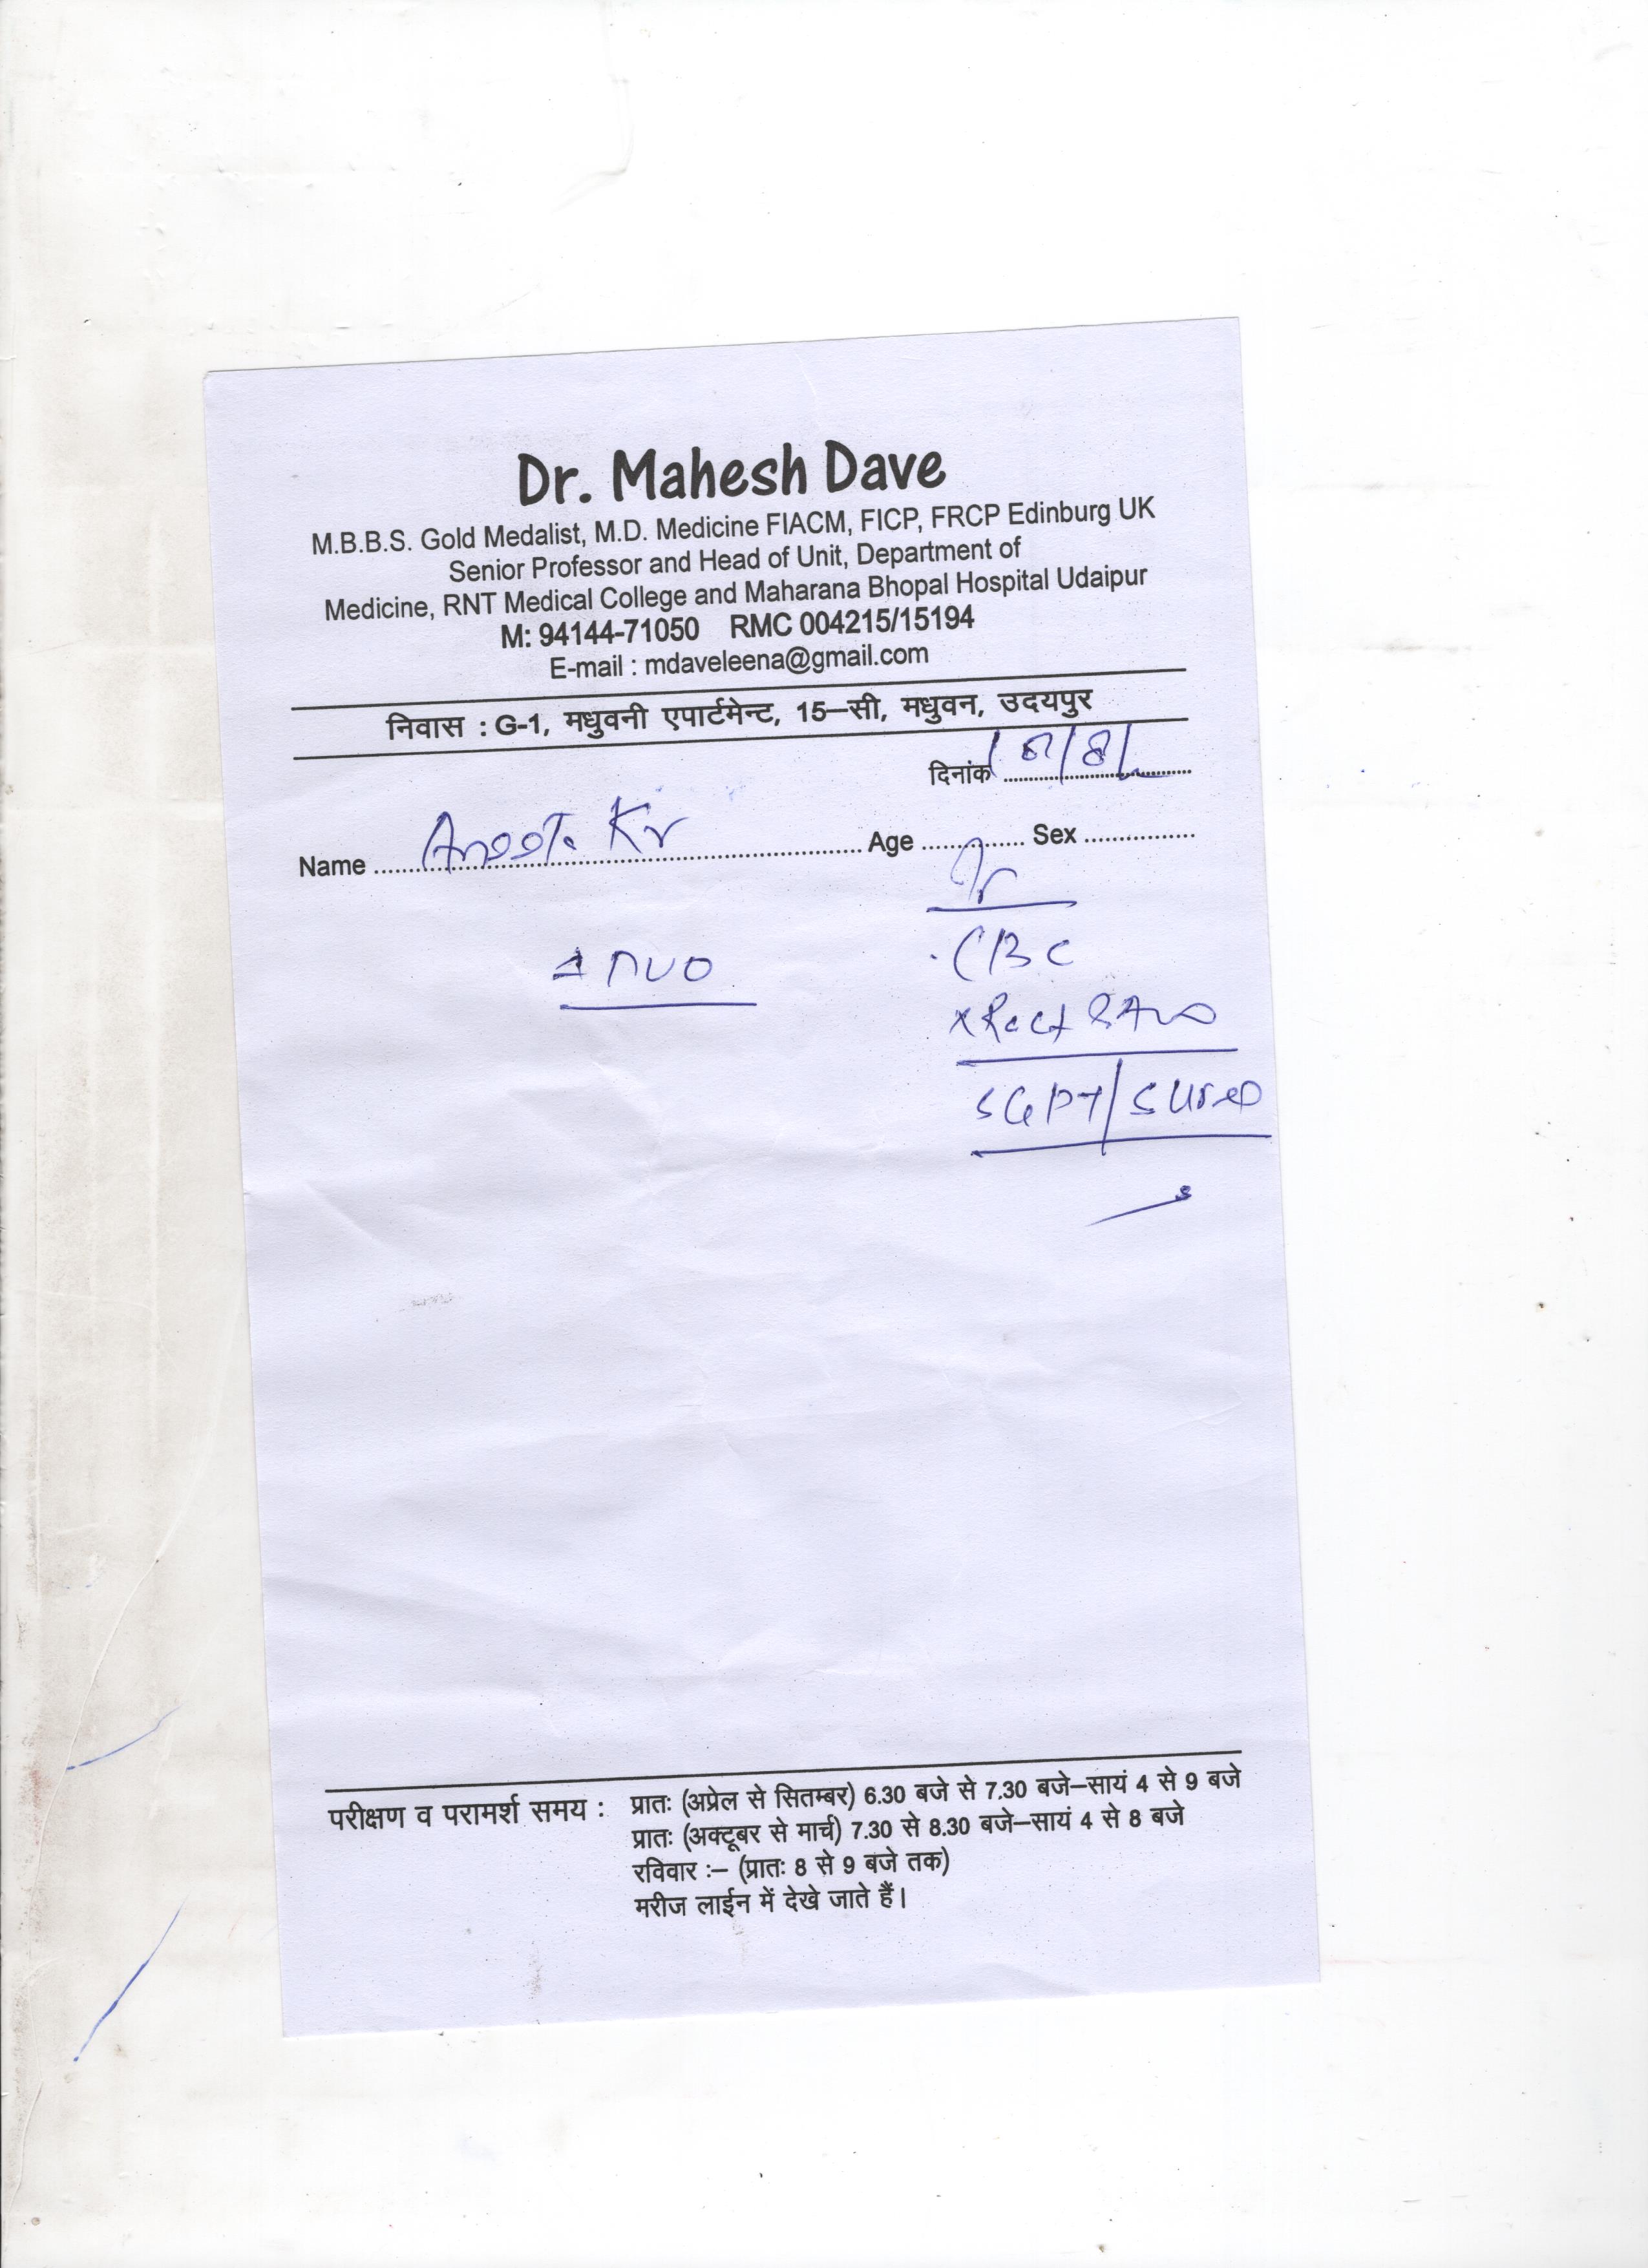 Dr. Mahesh Dave
M.B.B.S. Gold Medalist, M.D. Medicine FIACM, FICP, FRCP Edinburg UK
Senior Professor and Head of Unit, Department of
Medicine, RNT Medical College and Maharana Bhopal Hospital Udaipur
M: 94144-71050 RMC 004215/15194
E-mail : mdaveleena@gmail.com
निवास : G-1, मधुवनी एपार्टमेन्ट, 15–सी, मधुवन, उदयपुर
दिनांक
Name Kr Age Sex
CBC
SGPT/S Urea
परीक्षण व परामर्श समय : प्रातः (अप्रेल से सितम्बर) 6.30 बजे से 7.30 बजे–सायं 4 से 9 बजे
प्रातः (अक्टूबर से मार्च) 7.30 से 8.30 बजे–सायं 4 से 8 बजे
रविवार :– (प्रातः 8 से 9 बजे तक)
मरीज लाईन में देखे जाते हैं।